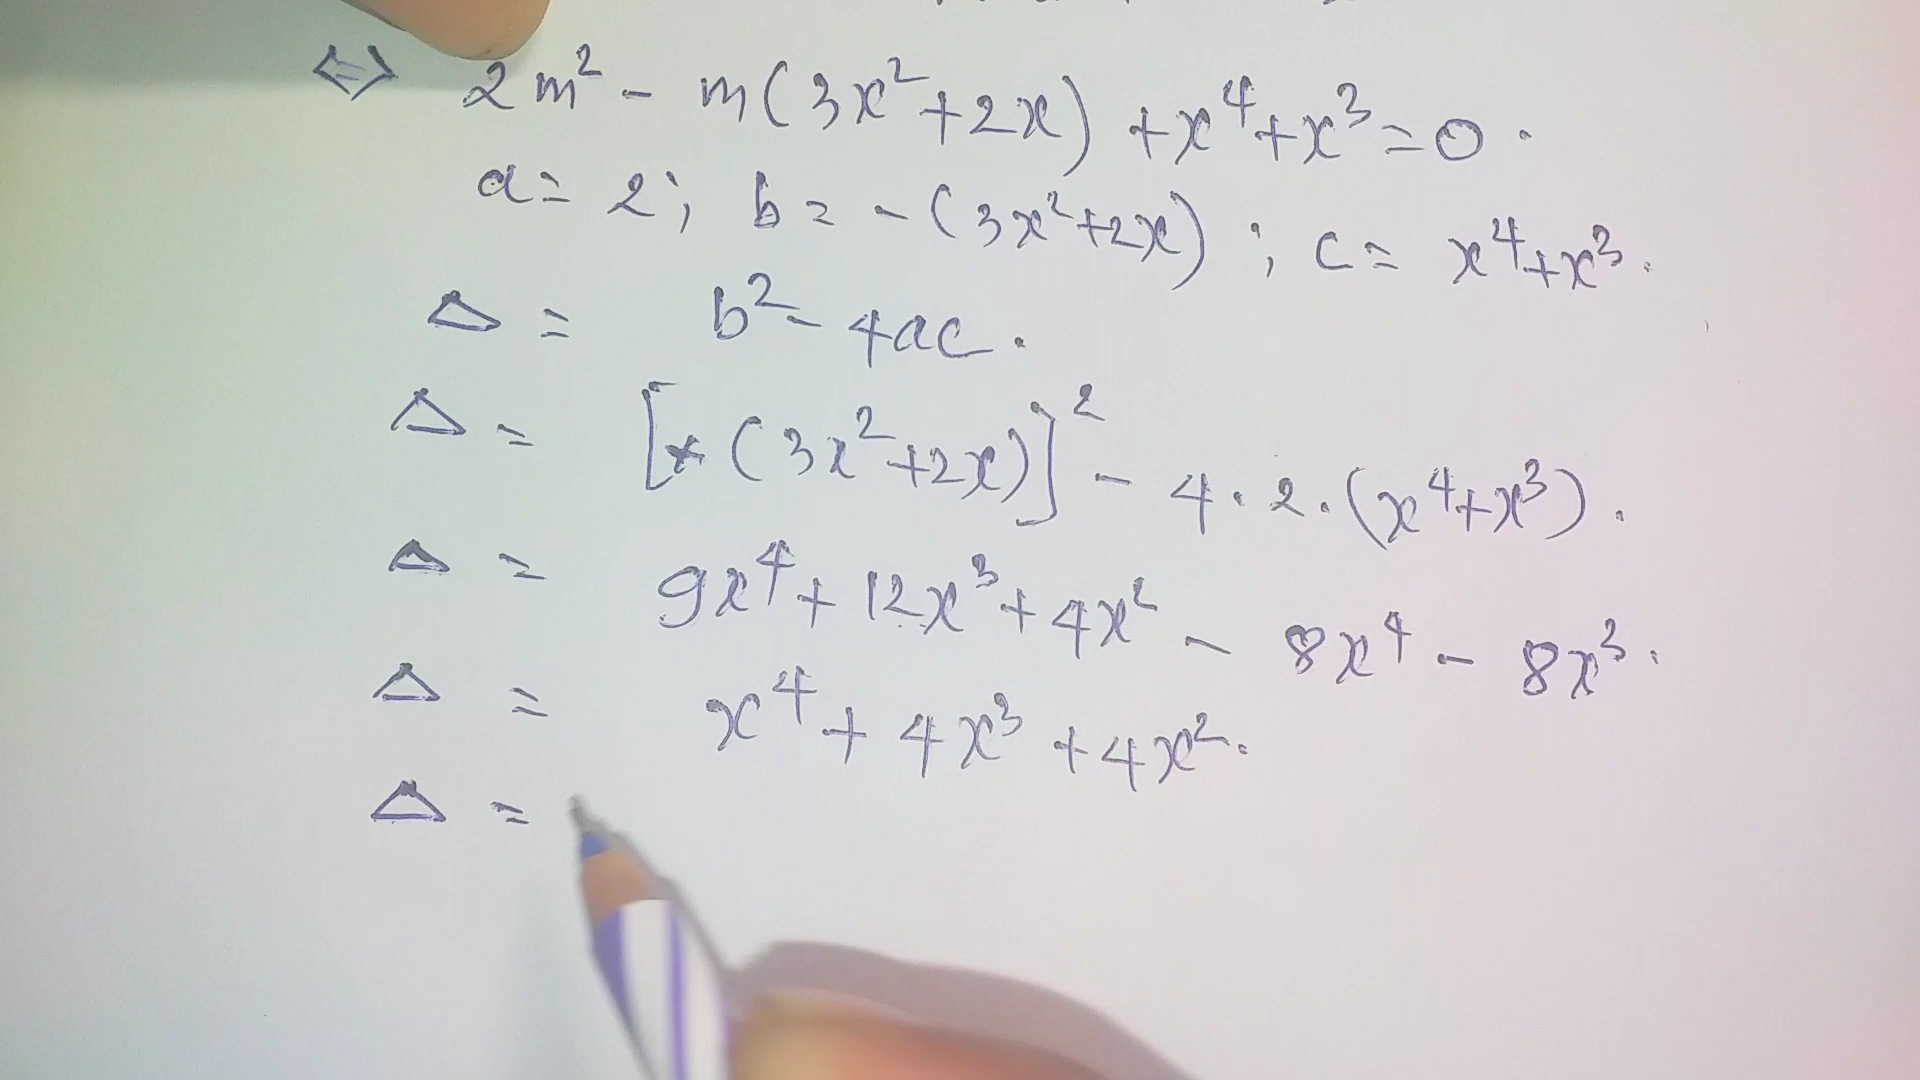 ⇔ 2m² - m(3x²+2x) +x⁴+x³=0.
a= 2; b= -(3x²+2x) ; c= x⁴+x³.
Δ = b²- 4ac.
Δ = [-(3x²+2x)]² - 4.2.(x⁴+x³).
Δ = 9x⁴+ 12x³+4x² - 8x⁴ - 8x³.
Δ = x⁴+ 4x³ +4x².
Δ =